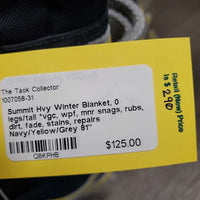 The Tack Collector
1007058-31
Summit Hvy Winter Blanket, 0
legs/tail *vgc, wpf, mnr snags, rubs,
dirt, fade, stains, repairs
Navy/Yellow/Grey 81"
$125.00
QBKPHB
Retail (New) Price
is $290